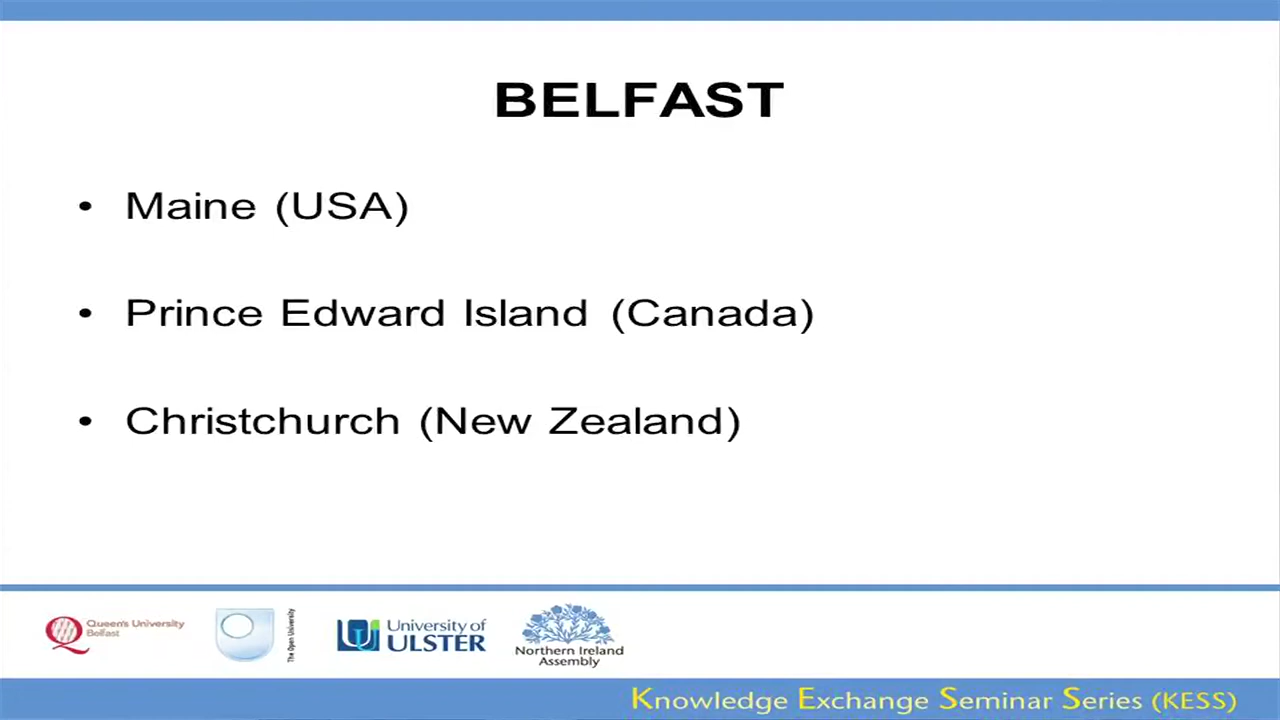 BELFAST
• Maine (USA)
• Prince Edward Island (Canada)
• Christchurch (New Zealand)
Queen's University
Belfast
The Open University
University of
ULSTER
Northern Ireland
Assembly
Knowledge Exchange Seminar Series (KESS)